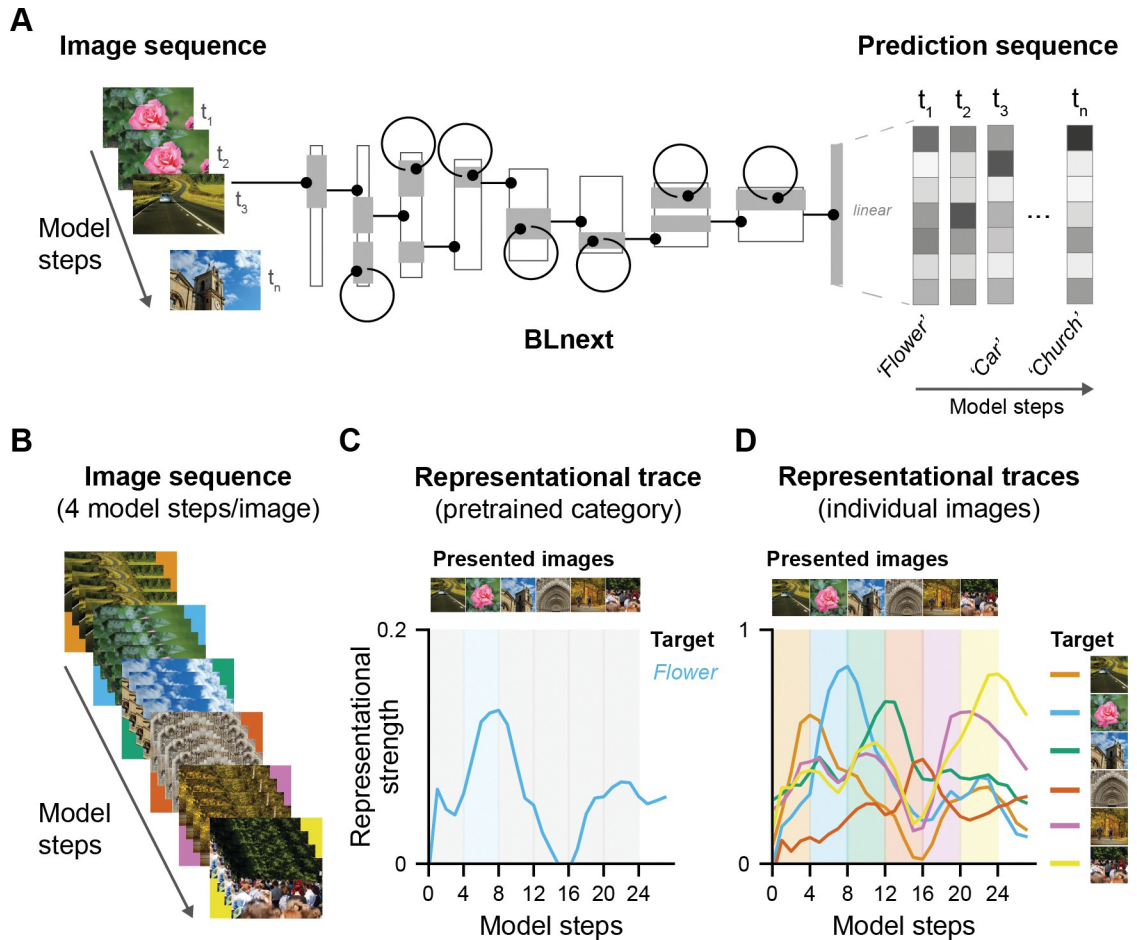 A
Image sequence
t1
t2
t3
tn
Model
steps
BLnext
linear
Prediction sequence
t1 t2 t3 tn
...
'Flower' 'Car' 'Church'
Model steps
B
Image sequence
(4 model steps/image)
Model
steps
C
Representational trace
(pretrained category)
Presented images
0.2
0
Representational
strength
Target
Flower
0 4 8 12 16 20 24
Model steps
D
Representational traces
(individual images)
Presented images
1
0
Target
0 4 8 12 16 20 24
Model steps